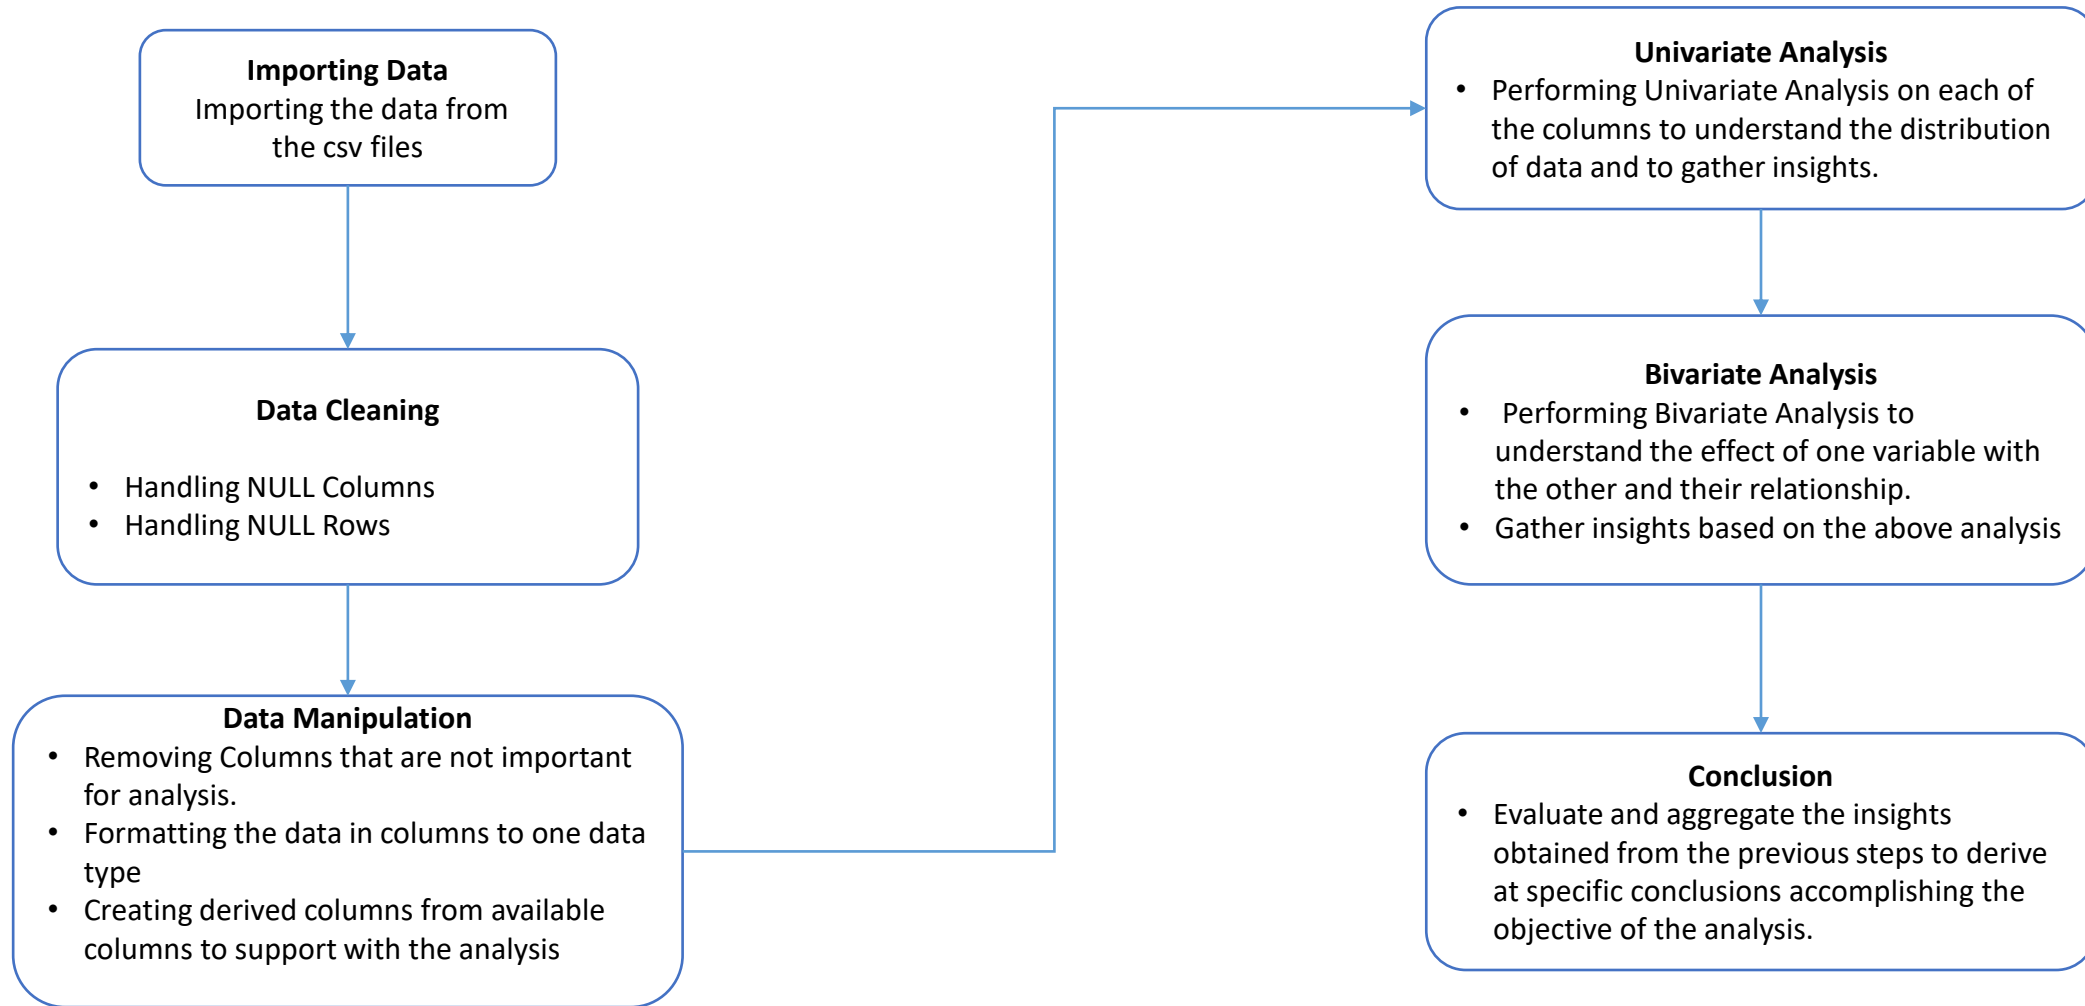 Importing Data
Importing the data from
the csv files
Data Cleaning
• Handling NULL Columns
• Handling NULL Rows
Data Manipulation
• Removing Columns that are not important
for analysis.
• Formatting the data in columns to one data
type
• Creating derived columns from available
columns to support with the analysis
Univariate Analysis
• Performing Univariate Analysis on each of
the columns to understand the distribution
of data and to gather insights.
Bivariate Analysis
• Performing Bivariate Analysis to
understand the effect of one variable with
the other and their relationship.
• Gather insights based on the above analysis
Conclusion
• Evaluate and aggregate the insights
obtained from the previous steps to derive
at specific conclusions accomplishing the
objective of the analysis.